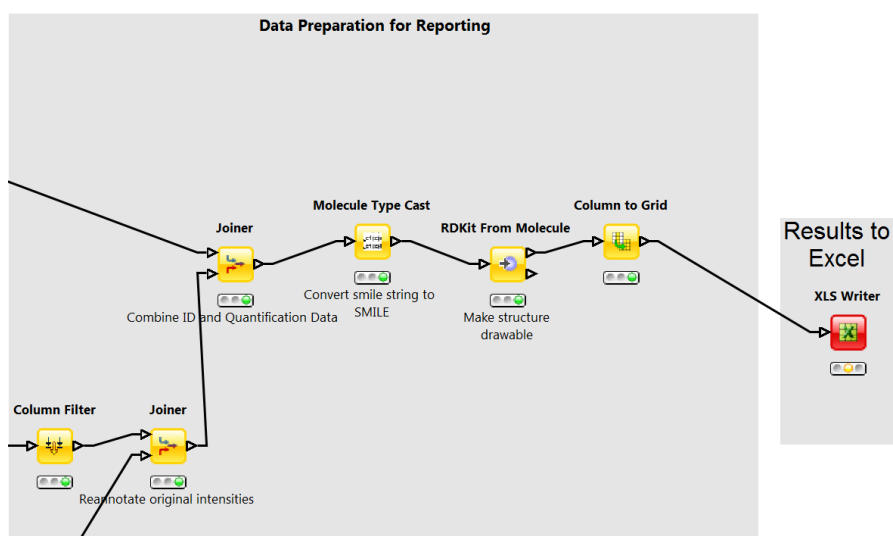 Data Preparation for Reporting
Molecule Type Cast
Column to Grid
Joiner
RDKit From Molecule
Results to
Excel
XLS Writer
Convert smile string to
SMILE
Combine ID and Quantification Data
Make structure
drawable
Column Filter
Joiner
Reannotate original intensities